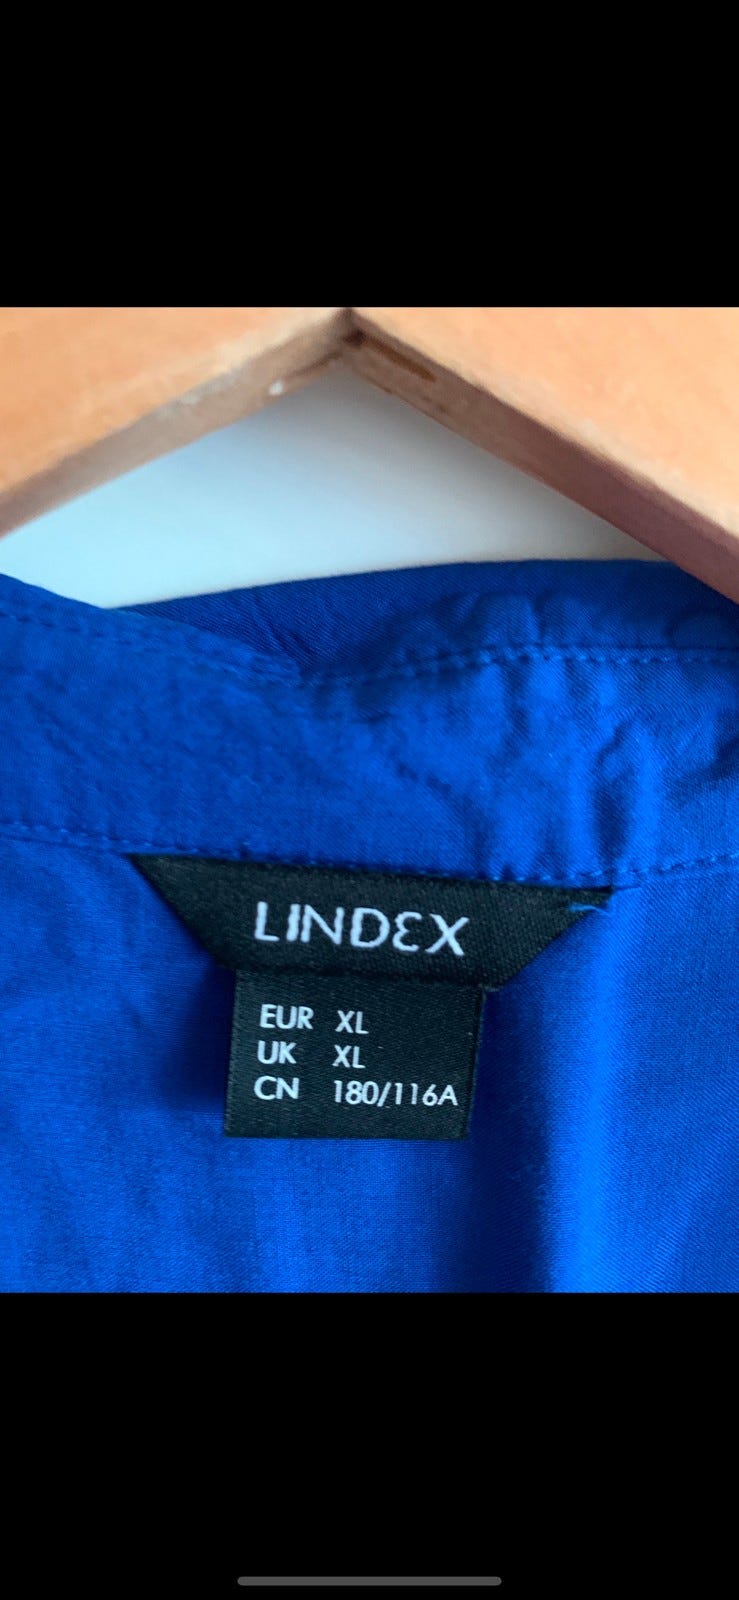 LINDEX
EUR XL
UK XL
CN 180/116A